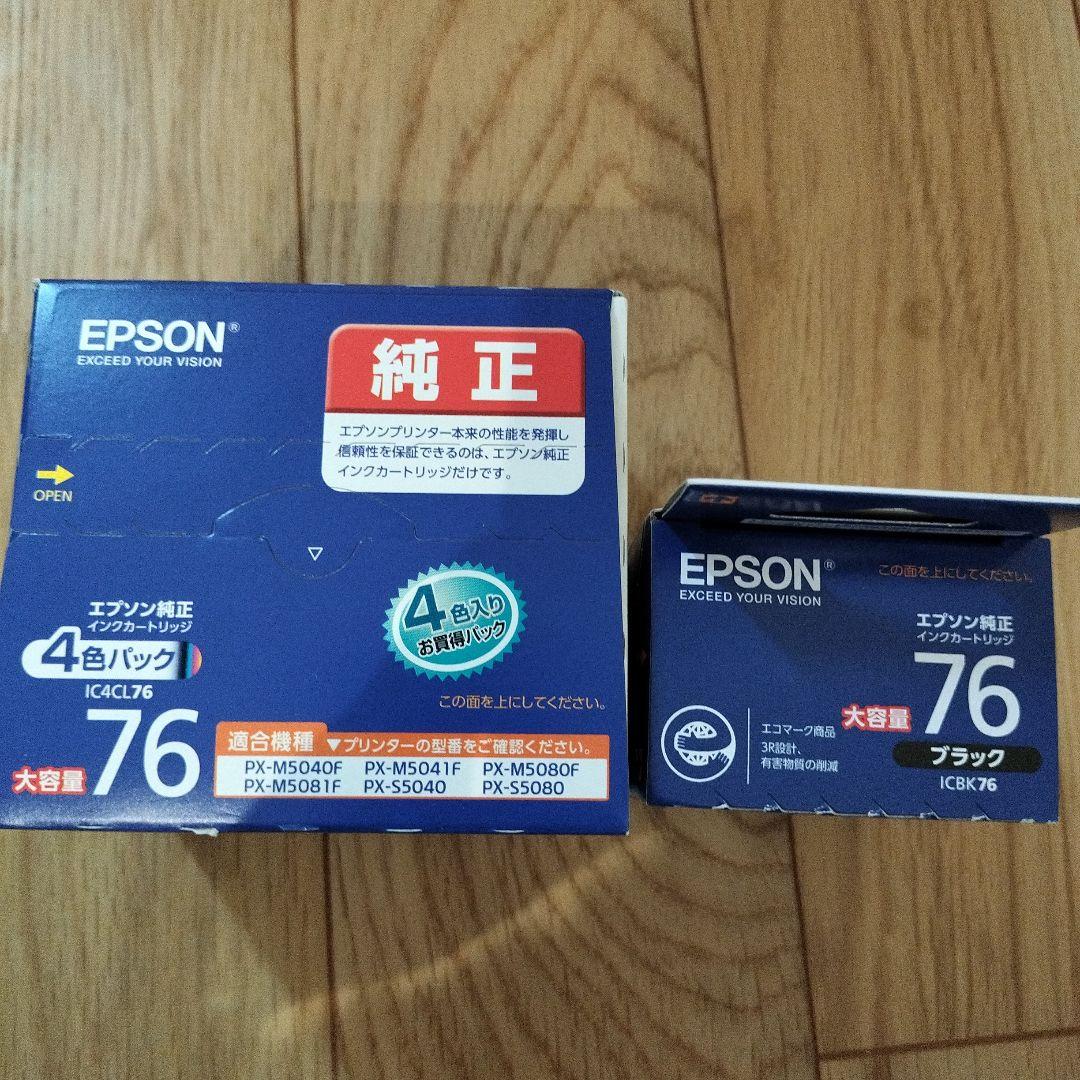 EPSON®
EXCEED YOUR VISION
純正
エプソンプリンター本来の性能を発揮し
信頼性を保証できるのは、エプソン純正
インクカートリッジだけです。
OPEN
エプソン純正
インクカートリッジ
4色パック
IC4CL76
大容量 76
4色入り
お買得パック
この面を上にしてください。
適合機種 ▼プリンターの型番をご確認ください。
PX-M5040F PX-M5041F PX-M5080F
PX-M5081F PX-S5040 PX-S5080
EPSON®
EXCEED YOUR VISION
この面を上にしてください。
エプソン純正
インクカートリッジ
大容量 76
ブラック
ICBK76
エコマーク商品
3R設計、
有害物質の削減